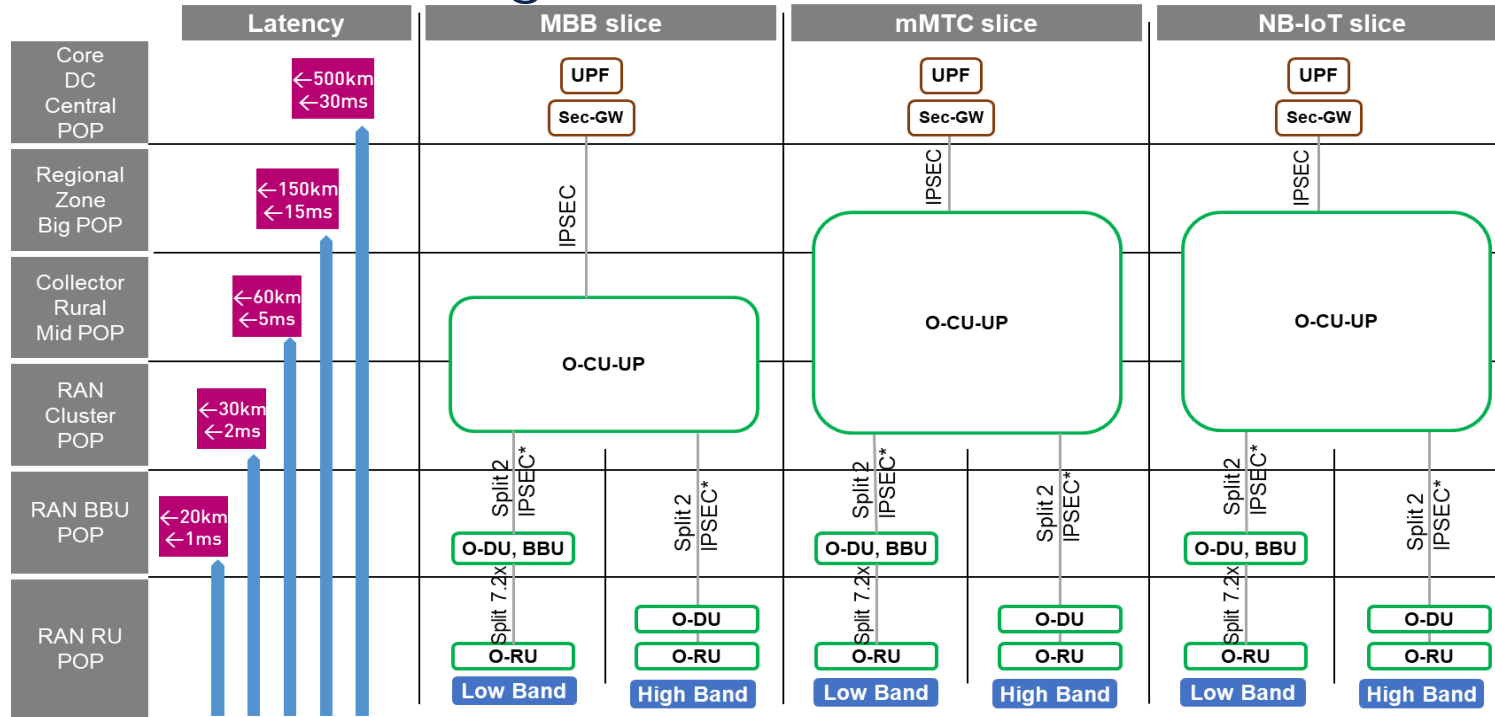 Latency
MBB slice
mMTC slice
NB-IoT slice
Core
DC
Central
POP
←500km
←30ms
UPF
Sec-GW
UPF
Sec-GW
UPF
Sec-GW
Regional
Zone
Big POP
←150km
←15ms
IPSEC
IPSEC
IPSEC
Collector
Rural
Mid POP
←60km
←5ms
O-CU-UP
O-CU-UP
O-CU-UP
RAN
Cluster
POP
←30km
←2ms
RAN BBU
POP
←20km
←1ms
Split 2
IPSEC*
Split 2
IPSEC*
Split 2
IPSEC*
Split 2
IPSEC*
Split 2
IPSEC*
Split 2
IPSEC*
O-DU, BBU
O-DU, BBU
O-DU, BBU
RAN RU
POP
Split 7.2x
Split 7.2x
Split 7.2x
O-DU
O-DU
O-DU
O-RU
O-RU
O-RU
O-RU
O-RU
O-RU
Low Band
High Band
Low Band
High Band
Low Band
High Band